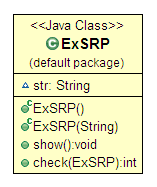 <<Java Class>>
ExSRP
(default package)
str: String
ExSRP()
ExSRP(String)
show():void
check(ExSRP):int